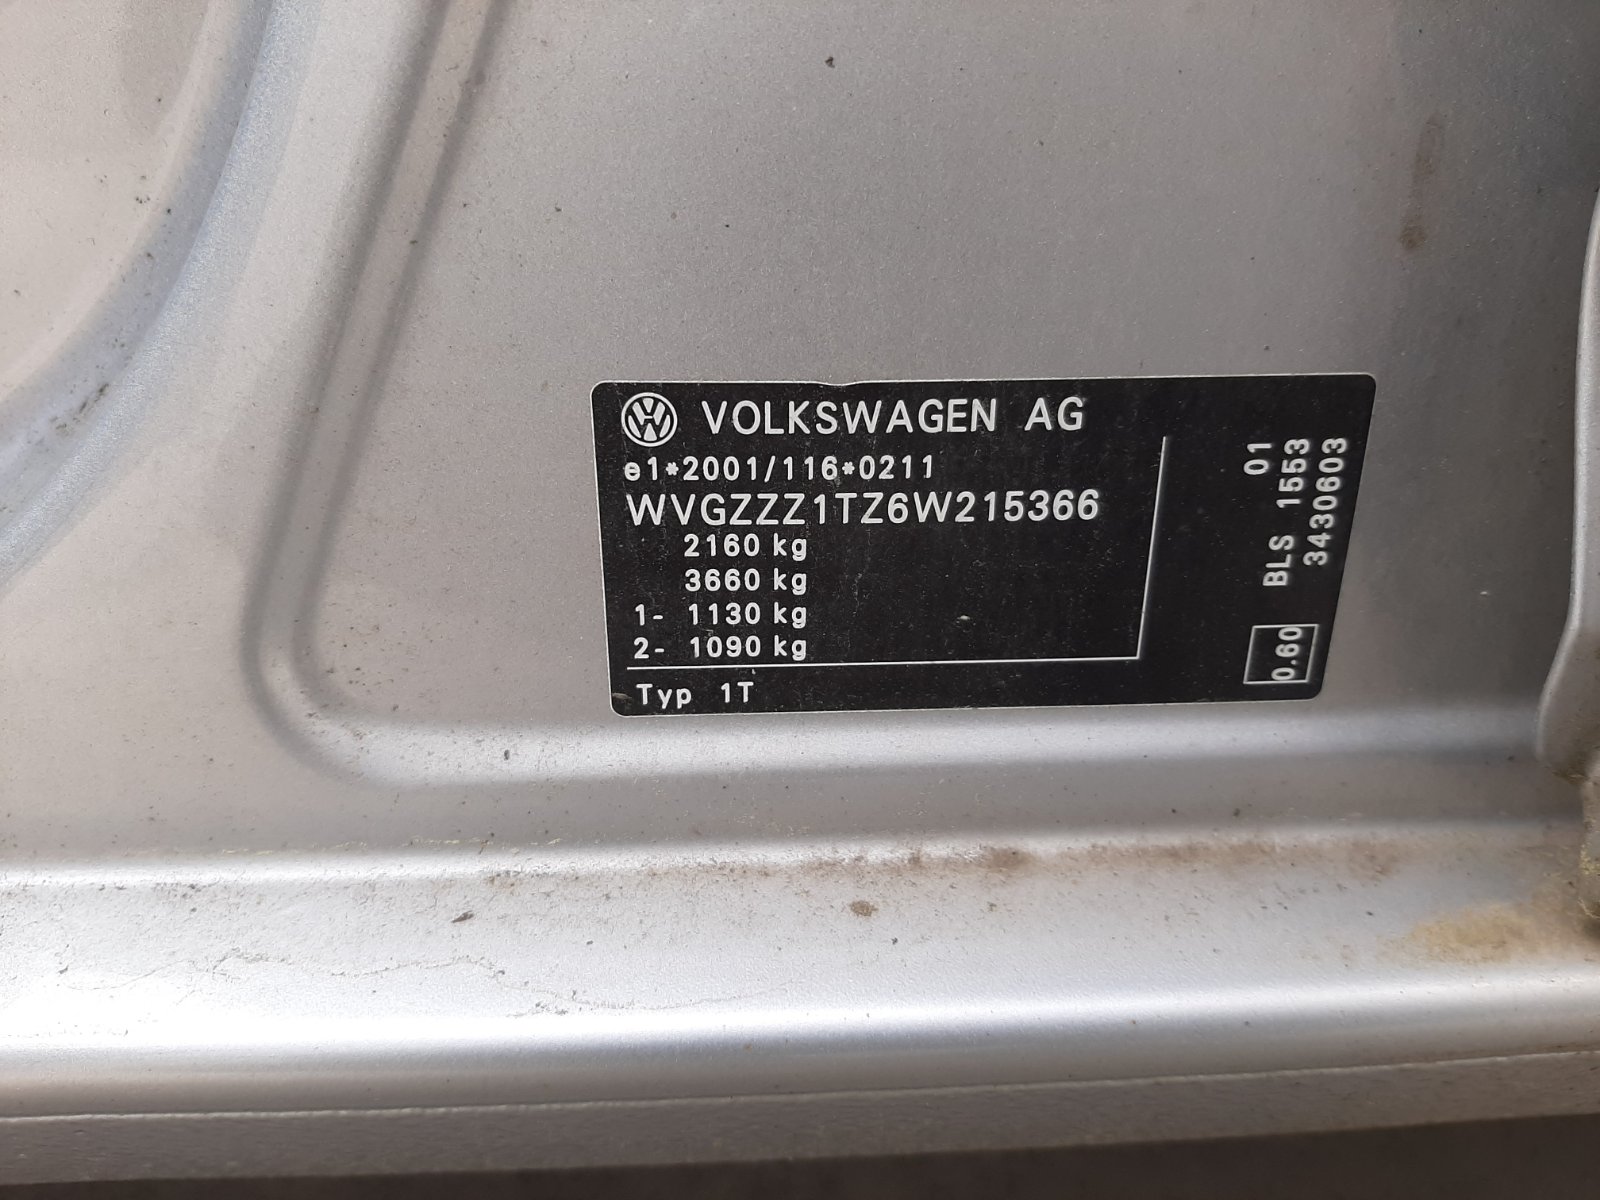 VOLKSWAGEN AG
e1*2001/116*0211
WVGZZZ1TZ6W215366
2160 kg
3660 kg
1- 1130 kg
2- 1090 kg
Typ 1T
01
BLS 1553
3430603
0.60